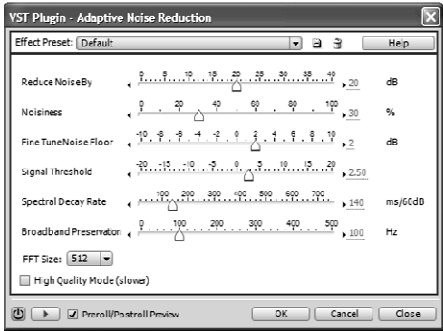 VST Plugin - Adaptive Noise Reduction
Effect Preset: Default Help
Reduce Noise By 0 5 10 15 20 25 30 35 40 20 dB
Noisiness 0 20 40 60 80 100 30 %
Fine Tune Noise Floor -10 -8 -6 -4 -2 0 2 4 6 8 10 2 dB
Signal Threshold -20 -15 -10 -5 0 5 10 15 20 2.50
Spectral Decay Rate 100 200 300 400 500 600 700 140 ms/60dB
Broadband Preservation 0 100 200 300 400 500 100 Hz
FFT Size: 512
High Quality Mode (slower)
Preroll/Postroll Preview OK Cancel Close